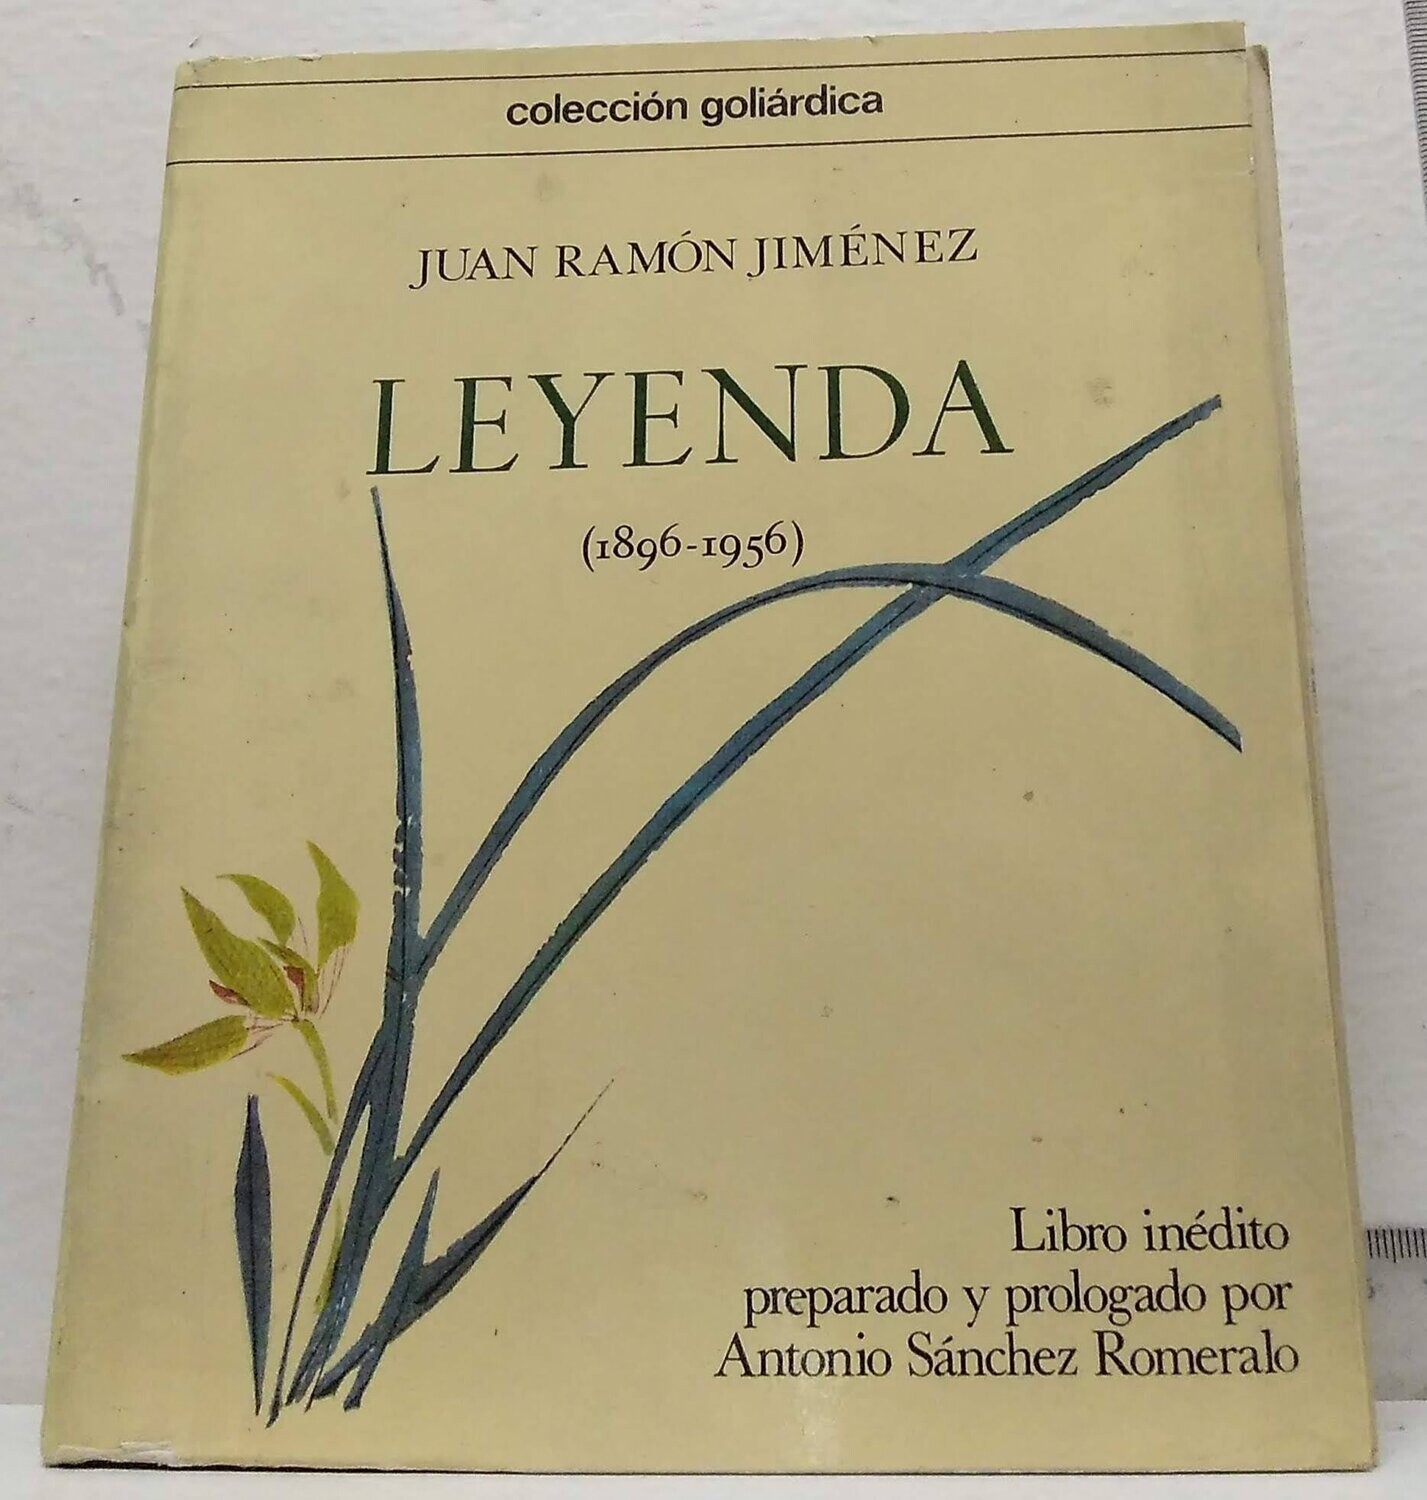 colección goliárdica
JUAN RAMÓN JIMÉNEZ
LEYENDA
(1896-1956)
Libro inédito
preparado y prologado por
Antonio Sánchez Romeralo